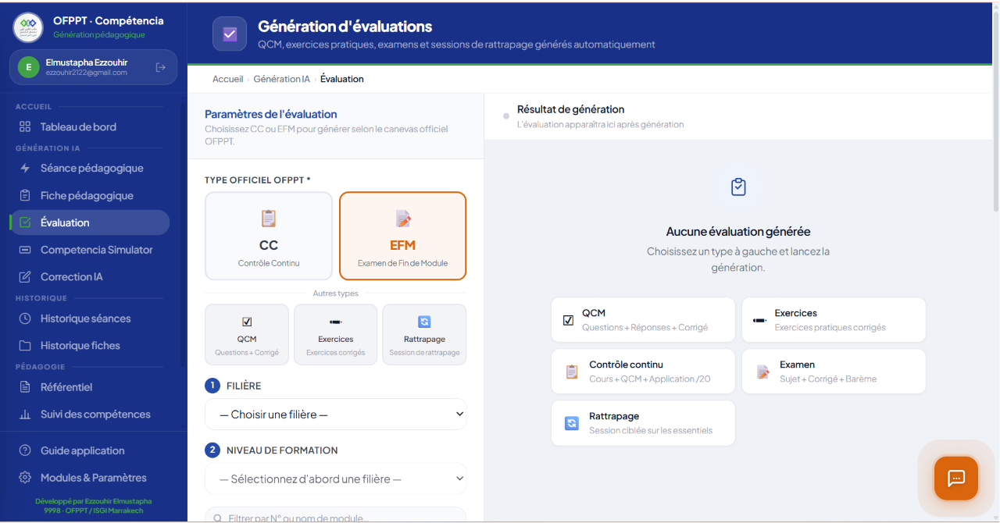 OFPPT · Compétencia
Génération pédagogique
E
Elmustapha Ezzouhir
ezzouhir2122@gmail.com
ACCUEIL
Tableau de bord
GÉNÉRATION IA
Séance pédagogique
Fiche pédagogique
Évaluation
Competencia Simulator
Correction IA
HISTORIQUE
Historique séances
Historique fiches
PÉDAGOGIE
Référentiel
Suivi des compétences
Guide application
Modules & Paramètres
Développé par Ezzouhir Elmustapha
9998 · OFPPT / ISGI Marrakech
Génération d'évaluations
QCM, exercices pratiques, examens et sessions de rattrapage générés automatiquement
Accueil › Génération IA › Évaluation
Paramètres de l'évaluation
Choisissez CC ou EFM pour générer selon le canevas officiel
OFPPT.
TYPE OFFICIEL OFPPT *
CC
Contrôle Continu
EFM
Examen de Fin de Module
Autres types
QCM
Questions + Corrigé
Exercices
Exercices corrigés
Rattrapage
Session de rattrapage
1 FILIÈRE
— Choisir une filière —
2 NIVEAU DE FORMATION
— Sélectionnez d'abord une filière —
Filtrer par N° ou nom de module...
Résultat de génération
L'évaluation apparaîtra ici après génération
Aucune évaluation générée
Choisissez un type à gauche et lancez la
génération.
QCM
Questions + Réponses + Corrigé
Exercices
Exercices pratiques corrigés
Contrôle continu
Cours + QCM + Application /20
Examen
Sujet + Corrigé + Barème
Rattrapage
Session ciblée sur les essentiels